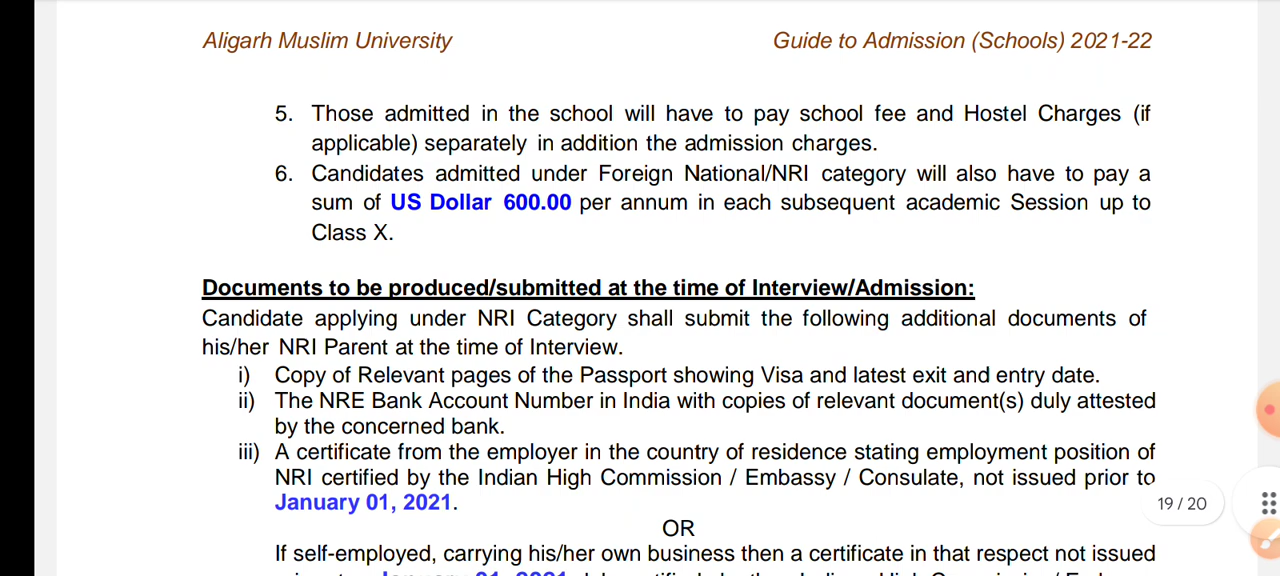 Aligarh Muslim University Guide to Admission (Schools) 2021-22
5. Those admitted in the school will have to pay school fee and Hostel Charges (if
applicable) separately in addition the admission charges.
6. Candidates admitted under Foreign National/NRI category will also have to pay a
sum of US Dollar 600.00 per annum in each subsequent academic Session up to
Class X.
Documents to be produced/submitted at the time of Interview/Admission:
Candidate applying under NRI Category shall submit the following additional documents of
his/her NRI Parent at the time of Interview.
i) Copy of Relevant pages of the Passport showing Visa and latest exit and entry date.
ii) The NRE Bank Account Number in India with copies of relevant document(s) duly attested
by the concerned bank.
iii) A certificate from the employer in the country of residence stating employment position of
NRI certified by the Indian High Commission / Embassy / Consulate, not issued prior to
January 01, 2021.
19 / 20
OR
If self-employed, carrying his/her own business then a certificate in that respect not issued